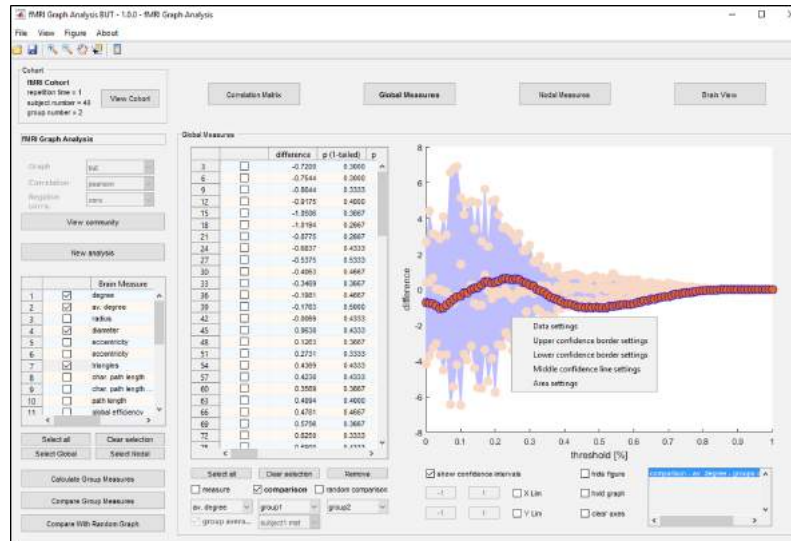 fMRI Graph Analysis BUT - 1.0.0 - fMRI Graph Analysis
File View Figure About
Cohort
fMRI Cohort
repetition time = 1
subject number = 48
group number = 2
View Cohort
Correlation Matrix
Global Measures
Nodal Measures
Brain View
fMRI Graph Analysis
Graph
but
Correlation
pearson
Negative corrs.
zero
View community
New analysis
Brain Measure
1 degree
2 av. degree
3 radius
4 diameter
5 eccentricity
6 eccentricity
7 triangles
8 char. path length
9 char. path length ...
10 path length
11 global efficiency
Select all Clear selection
Select Global Select Nodal
Calculate Group Measures
Compare Group Measures
Compare With Random Graph
Global Measures
difference p (1-tailed) p
3 -0.7200 0.3000
6 -0.7544 0.3000
9 -0.8844 0.3333
12 -0.9175 0.4000
15 -1.0506 0.3667
18 -1.0194 0.2667
21 -0.8775 0.2667
24 -0.6837 0.4333
27 -0.5375 0.5333
30 -0.4063 0.4667
33 -0.3469 0.3667
36 -0.1981 0.4667
39 -0.1763 0.5000
42 0.4333
45 0.4333
48 0.3667
51 0.2731 0.3333
54 0.4369 0.4333
57 0.4238 0.4333
60 0.3588 0.3667
63 0.4894 0.4000
66 0.4781 0.4667
69 0.5756 0.3667
72 0.6250 0.3333
Select all Clear selection Remove
measure comparison random comparison
av. degree group1 group2
group avera... subject1 mat
8
6
4
2
0
-2
-4
-6
-8
difference
0 0.1 0.2 0.3 0.4 0.5 0.6 0.7 0.8 0.9 1
threshold [%]
Data settings
Upper confidence border settings
Lower confidence border settings
Middle confidence line settings
Area settings
show confidence intervals
hide figure
-1 1 X Lim
hold graph
-1 1 Y Lim
clear axes
comparison - av. degree - groups